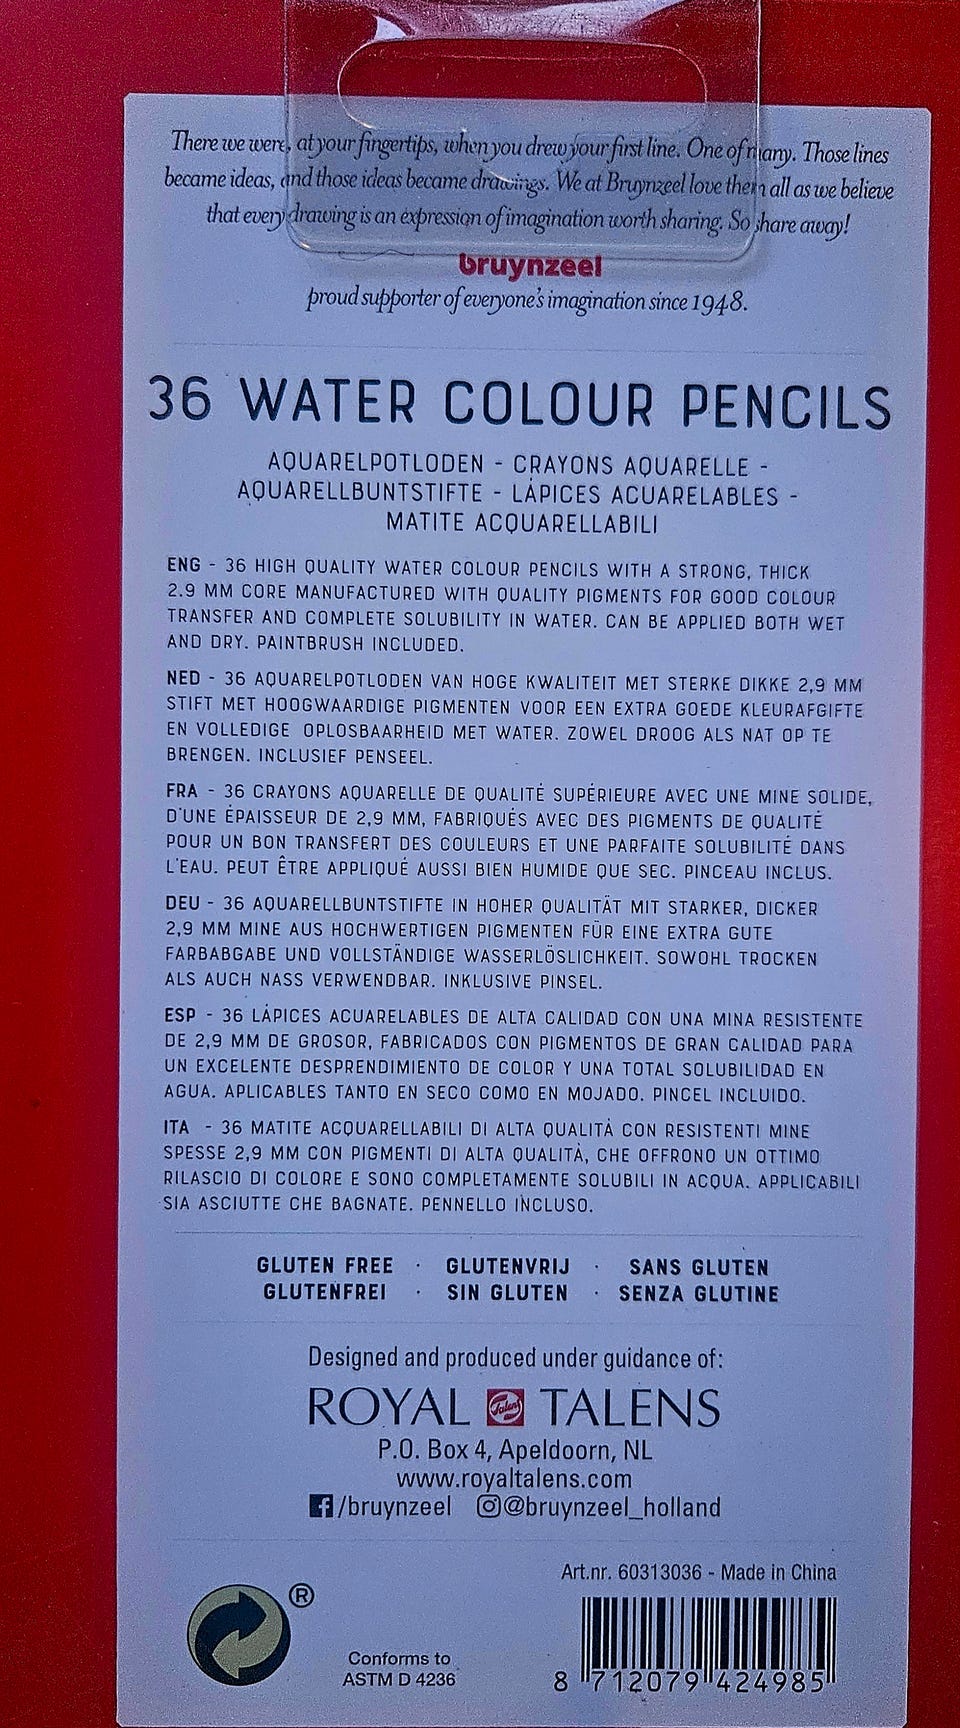 There we were, at your fingertips, when you drew your first line. One of many. Those lines
became ideas, and those ideas became drawings. We at Bruynzeel love them all as we believe
that every drawing is an expression of imagination worth sharing. So share away!
bruynzeel
proud supporter of everyone's imagination since 1948.
36 WATER COLOUR PENCILS
AQUARELPOTLODEN - CRAYONS AQUARELLE -
AQUARELLBUNTSTIFTE - LÁPICES ACUARELABLES -
MATITE ACQUARELLABILI
ENG - 36 HIGH QUALITY WATER COLOUR PENCILS WITH A STRONG, THICK
2.9 MM CORE MANUFACTURED WITH QUALITY PIGMENTS FOR GOOD COLOUR
TRANSFER AND COMPLETE SOLUBILITY IN WATER. CAN BE APPLIED BOTH WET
AND DRY. PAINTBRUSH INCLUDED.
NED - 36 AQUARELPOTLODEN VAN HOGE KWALITEIT MET STERKE DIKKE 2,9 MM
STIFT MET HOOGWAARDIGE PIGMENTEN VOOR EEN EXTRA GOEDE KLEURAFGIFTE
EN VOLLEDIGE OPLOSBAARHEID MET WATER. ZOWEL DROOG ALS NAT OP TE
BRENGEN. INCLUSIEF PENSEEL.
FRA - 36 CRAYONS AQUARELLE DE QUALITÉ SUPÉRIEURE AVEC UNE MINE SOLIDE,
D'UNE ÉPAISSEUR DE 2,9 MM, FABRIQUÉS AVEC DES PIGMENTS DE QUALITÉ
POUR UN BON TRANSFERT DES COULEURS ET UNE PARFAITE SOLUBILITÉ DANS
L'EAU. PEUT ÊTRE APPLIQUÉ AUSSI BIEN HUMIDE QUE SEC. PINCEAU INCLUS.
DEU - 36 AQUARELLBUNTSTIFTE IN HOHER QUALITÄT MIT STARKER, DICKER
2,9 MM MINE AUS HOCHWERTIGEN PIGMENTEN FÜR EINE EXTRA GUTE
FARBABGABE UND VOLLSTÄNDIGE WASSERLÖSLICHKEIT. SOWOHL TROCKEN
ALS AUCH NASS VERWENDBAR. INKLUSIVE PINSEL.
ESP - 36 LÁPICES ACUARELABLES DE ALTA CALIDAD CON UNA MINA RESISTENTE
DE 2,9 MM DE GROSOR, FABRICADOS CON PIGMENTOS DE GRAN CALIDAD PARA
UN EXCELENTE DESPRENDIMIENTO DE COLOR Y UNA TOTAL SOLUBILIDAD EN
AGUA. APLICABLES TANTO EN SECO COMO EN MOJADO. PINCEL INCLUIDO.
ITA - 36 MATITE ACQUARELLABILI DI ALTA QUALITÀ CON RESISTENTI MINE
SPESSE 2,9 MM CON PIGMENTI DI ALTA QUALITÀ, CHE OFFRONO UN OTTIMO
RILASCIO DI COLORE E SONO COMPLETAMENTE SOLUBILI IN ACQUA. APPLICABILI
SIA ASCIUTTE CHE BAGNATE. PENNELLO INCLUSO.
GLUTEN FREE · GLUTENVRIJ · SANS GLUTEN
GLUTENFREI · SIN GLUTEN · SENZA GLUTINE
Designed and produced under guidance of:
ROYAL Talens TALENS
P.O. Box 4, Apeldoorn, NL
www.royaltalens.com
/bruynzeel @bruynzeel_holland
Art.nr. 60313036 - Made in China
®
Conforms to
ASTM D 4236
8 712079 424985